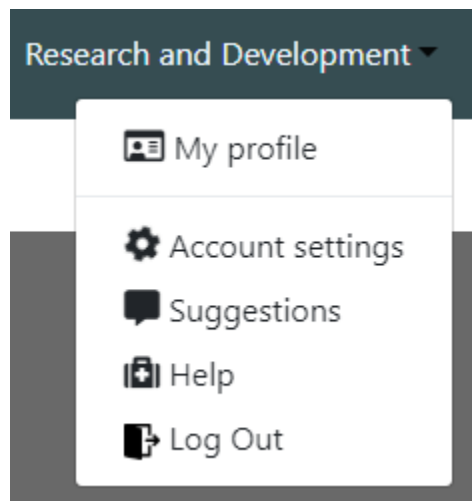 Research and Development
My profile
Account settings
Suggestions
Help
Log Out